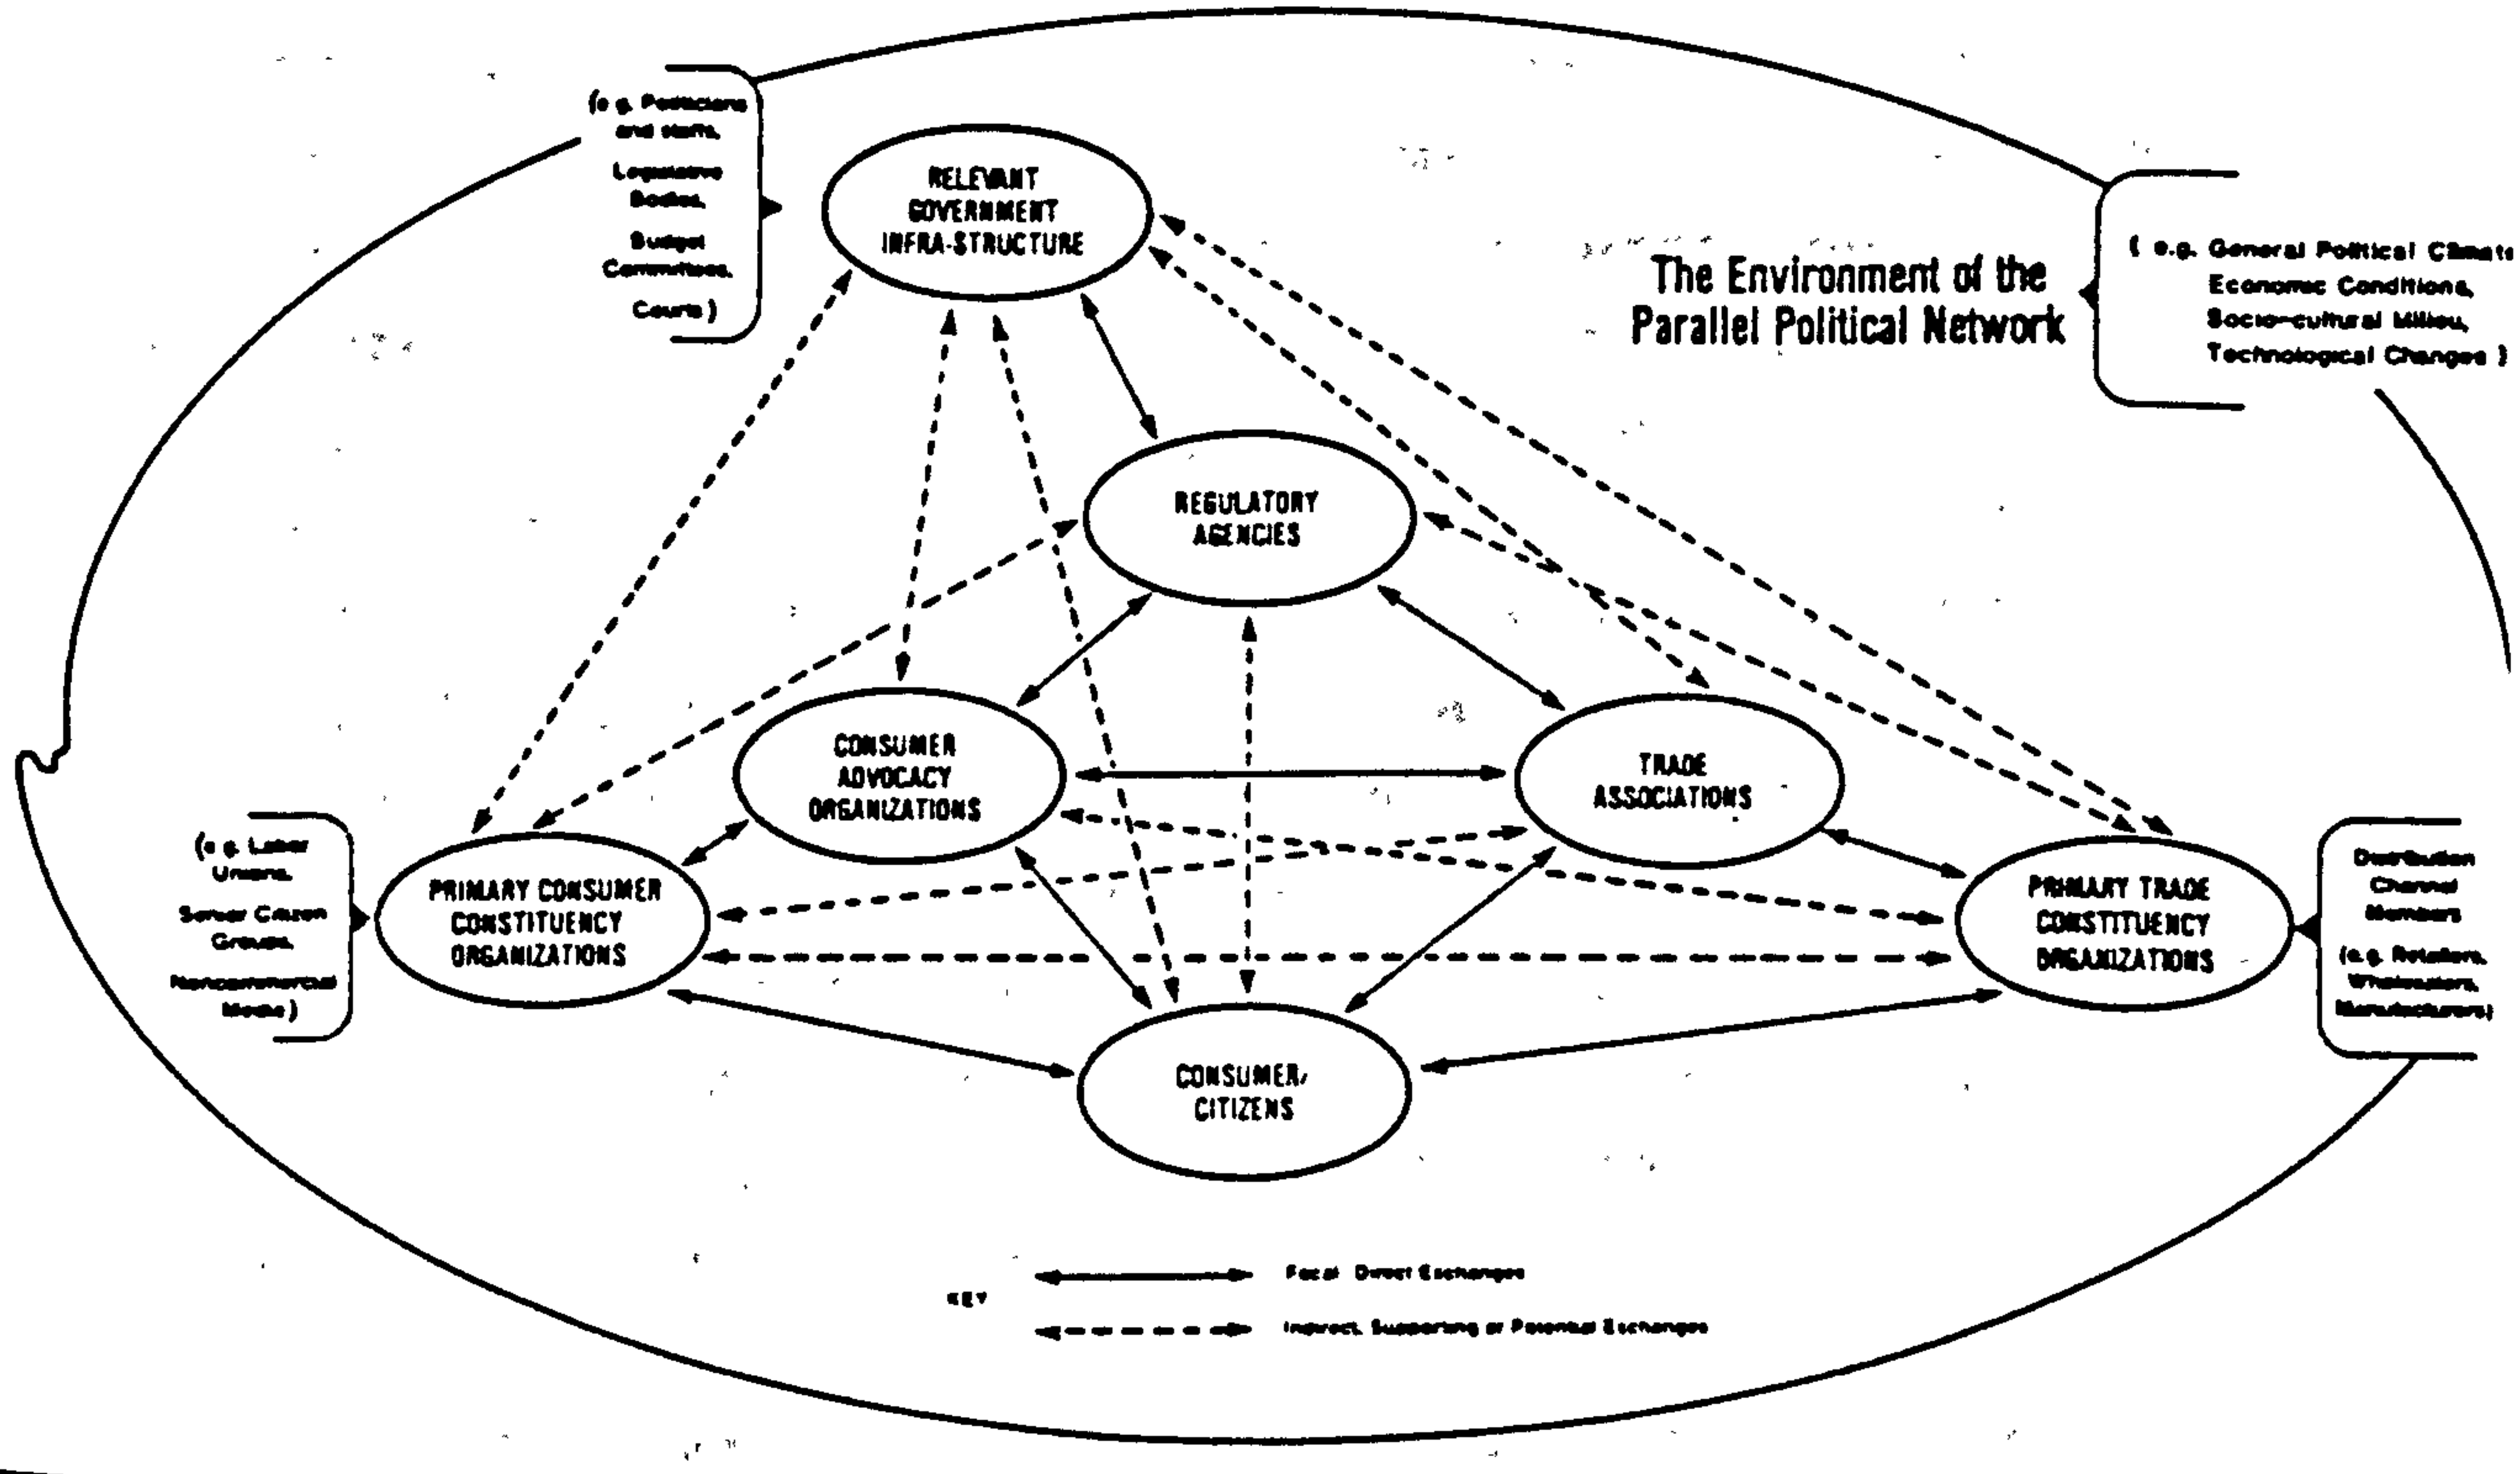 (e.g. Politicians
and staffs,
Legislative
Bodies,
Budget
Committees,
Courts)
RELEVANT
GOVERNMENT
INFRA-STRUCTURE
The Environment of the
Parallel Political Network
( e.g. General Political Climate
Economic Conditions,
Socio-cultural Milieu,
Technological Changes )
REGULATORY
AGENCIES
CONSUMER
ADVOCACY
ORGANIZATIONS
TRADE
ASSOCIATIONS
(e.g. Labor
Unions,
Senior Citizen
Groups,
Noncommercial
Media)
PRIMARY CONSUMER
CONSTITUENCY
ORGANIZATIONS
PRIMARY TRADE
CONSTITUENCY
ORGANIZATIONS
Distribution
Channel
Members
(e.g. Retailers,
Wholesalers,
Manufacturers)
CONSUMER/
CITIZENS
KEY
Focal Direct Exchanges
Indirect, Supporting or Potential Exchanges